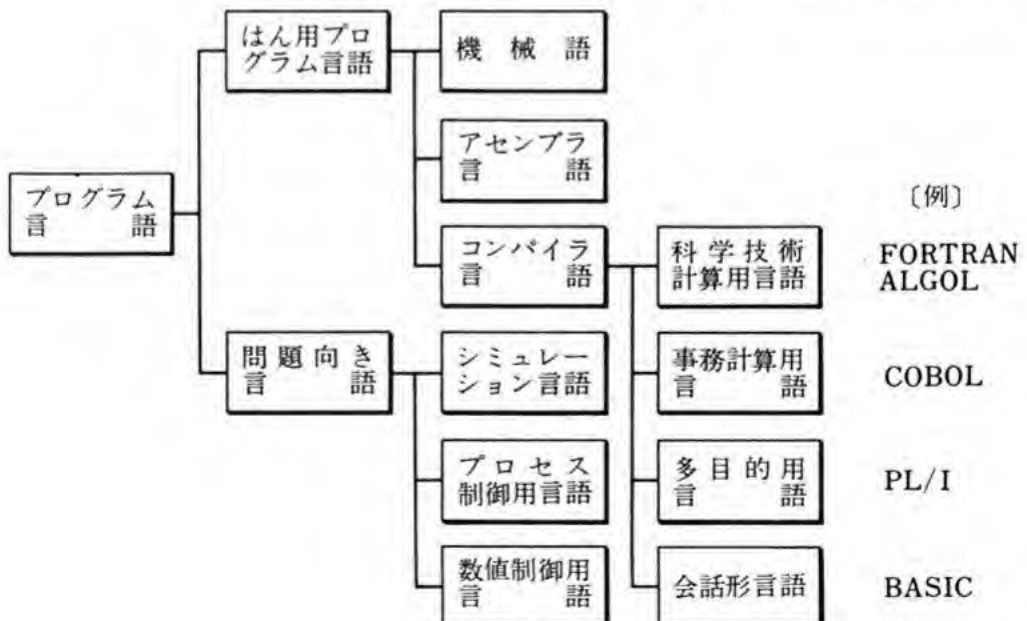 プログラム
言語
はん用プロ
グラム言語
機械語
アセンブラ
言語
コンパイラ
言語
問題向き
言語
シミュレー
ション言語
プロセス
制御用言語
数値制御用
言語
科学技術
計算用言語
事務計算用
言語
多目的用
言語
会話形言語
〔例〕
FORTRAN
ALGOL
COBOL
PL/I
BASIC